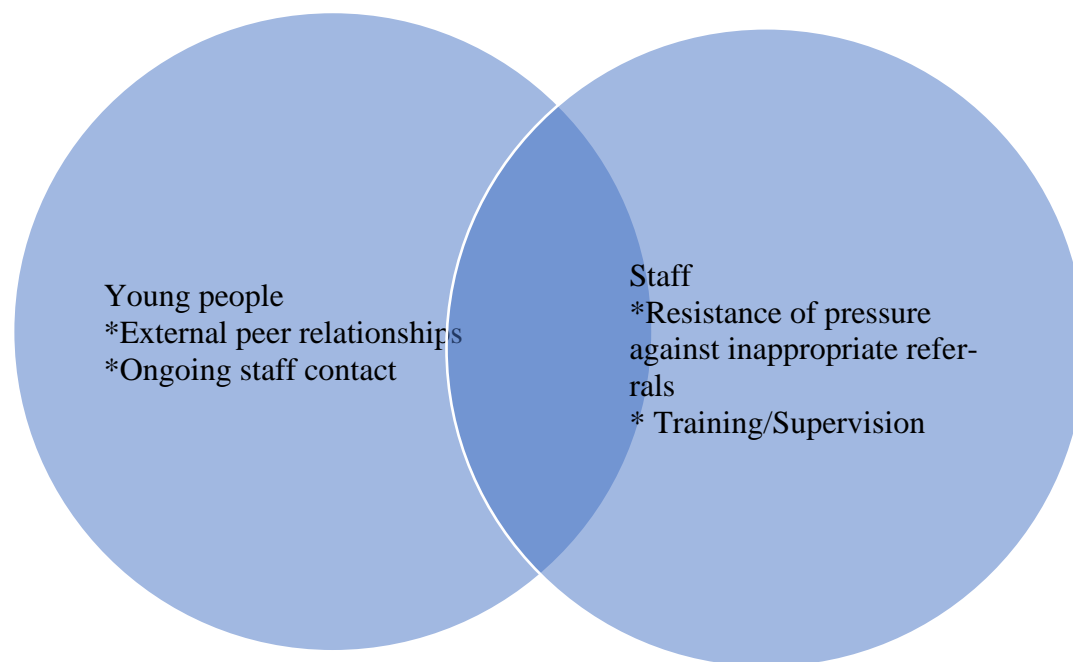 Young people
*External peer relationships
*Ongoing staff contact
Staff
*Resistance of pressure
against inappropriate refer-
rals
* Training/Supervision